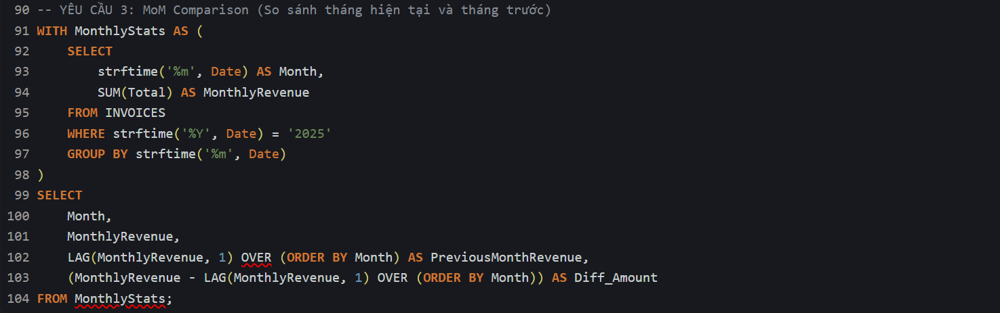 90 -- YÊU CẦU 3: MoM Comparison (So sánh tháng hiện tại và tháng trước)
91 WITH MonthlyStats AS (
92     SELECT
93         strftime('%m', Date) AS Month,
94         SUM(Total) AS MonthlyRevenue
95     FROM INVOICES
96     WHERE strftime('%Y', Date) = '2025'
97     GROUP BY strftime('%m', Date)
98 )
99 SELECT
100     Month,
101     MonthlyRevenue,
102     LAG(MonthlyRevenue, 1) OVER (ORDER BY Month) AS PreviousMonthRevenue,
103     (MonthlyRevenue - LAG(MonthlyRevenue, 1) OVER (ORDER BY Month)) AS Diff_Amount
104 FROM MonthlyStats;